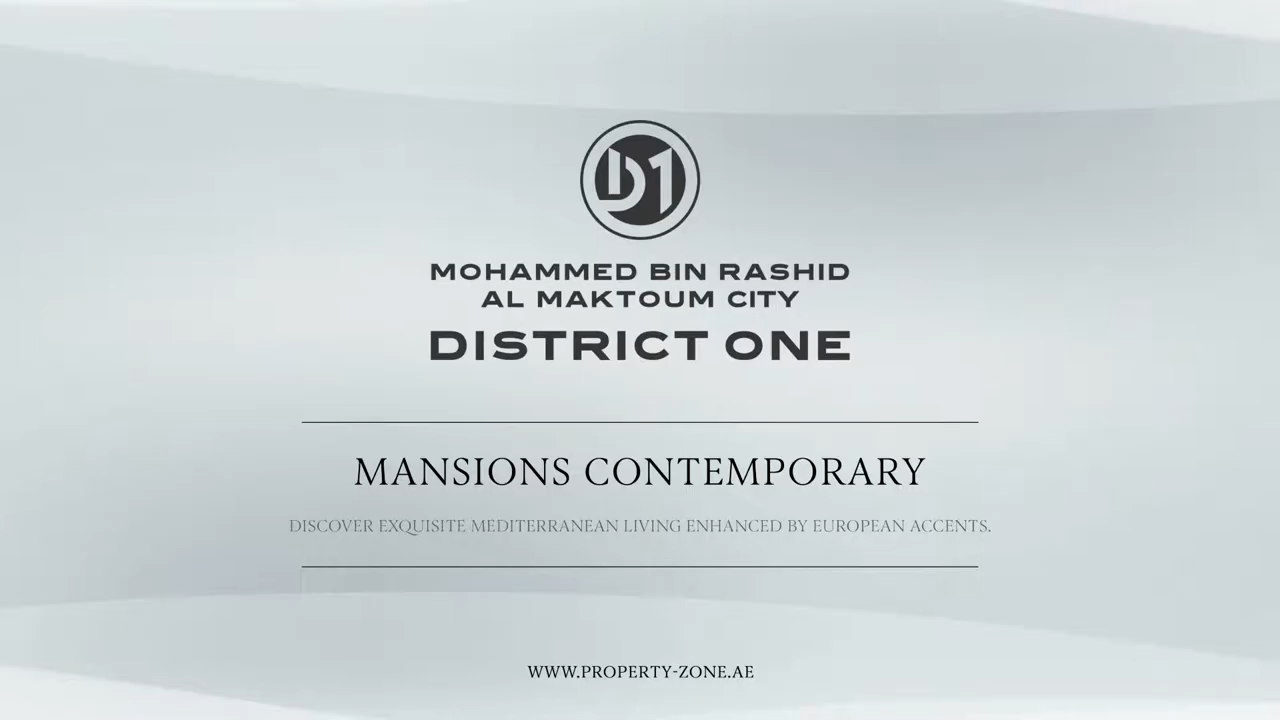 D1
MOHAMMED BIN RASHID
AL MAKTOUM CITY
DISTRICT ONE
MANSIONS CONTEMPORARY
DISCOVER EXQUISITE MEDITERRANEAN LIVING ENHANCED BY EUROPEAN ACCENTS.
WWW.PROPERTY-ZONE.AE